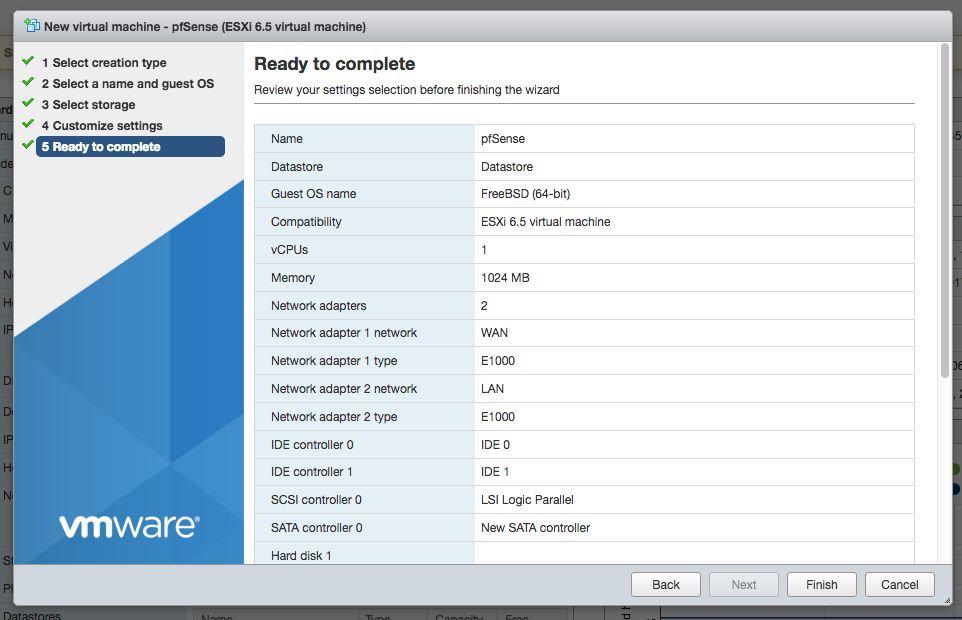 New virtual machine - pfSense (ESXi 6.5 virtual machine)
1 Select creation type
2 Select a name and guest OS
3 Select storage
4 Customize settings
5 Ready to complete
vmware®
Ready to complete
Review your settings selection before finishing the wizard
Name pfSense
Datastore Datastore
Guest OS name FreeBSD (64-bit)
Compatibility ESXi 6.5 virtual machine
vCPUs 1
Memory 1024 MB
Network adapters 2
Network adapter 1 network WAN
Network adapter 1 type E1000
Network adapter 2 network LAN
Network adapter 2 type E1000
IDE controller 0 IDE 0
IDE controller 1 IDE 1
SCSI controller 0 LSI Logic Parallel
SATA controller 0 New SATA controller
Hard disk 1
Back Next Finish Cancel
Datastores Name Type Capacity Free